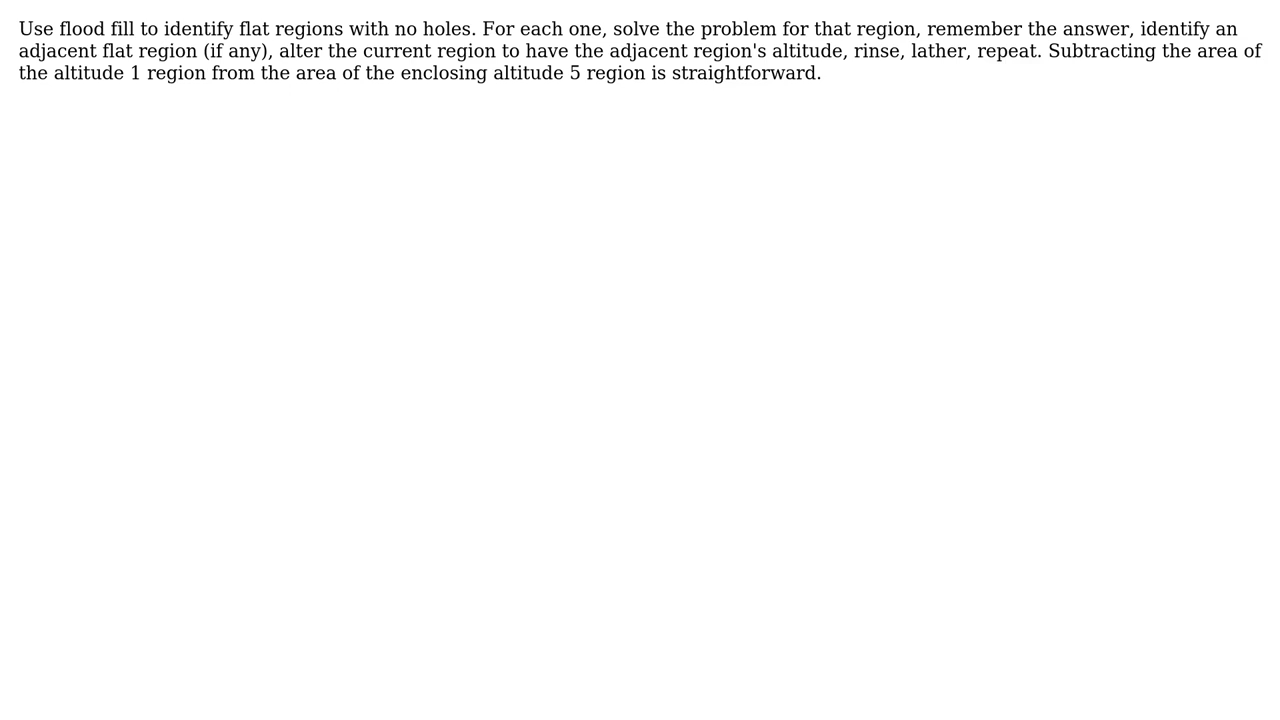 Use flood fill to identify flat regions with no holes. For each one, solve the problem for that region, remember the answer, identify an
adjacent flat region (if any), alter the current region to have the adjacent region's altitude, rinse, lather, repeat. Subtracting the area of
the altitude 1 region from the area of the enclosing altitude 5 region is straightforward.